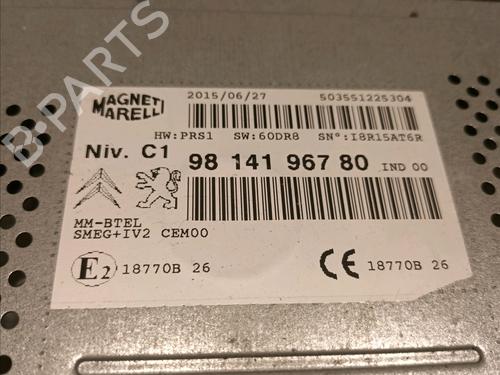 MAGNETI MARELLI
2015/06/27 503551225304
HW:PRS1 SW:60DR8 SN°:I8R15AT6R
Niv. C1 98 141 967 80 IND 00
MM-BTEL
SMEG+IV2 CEM00
E2 18770B 26 CE 18770B 26
B-PARTS